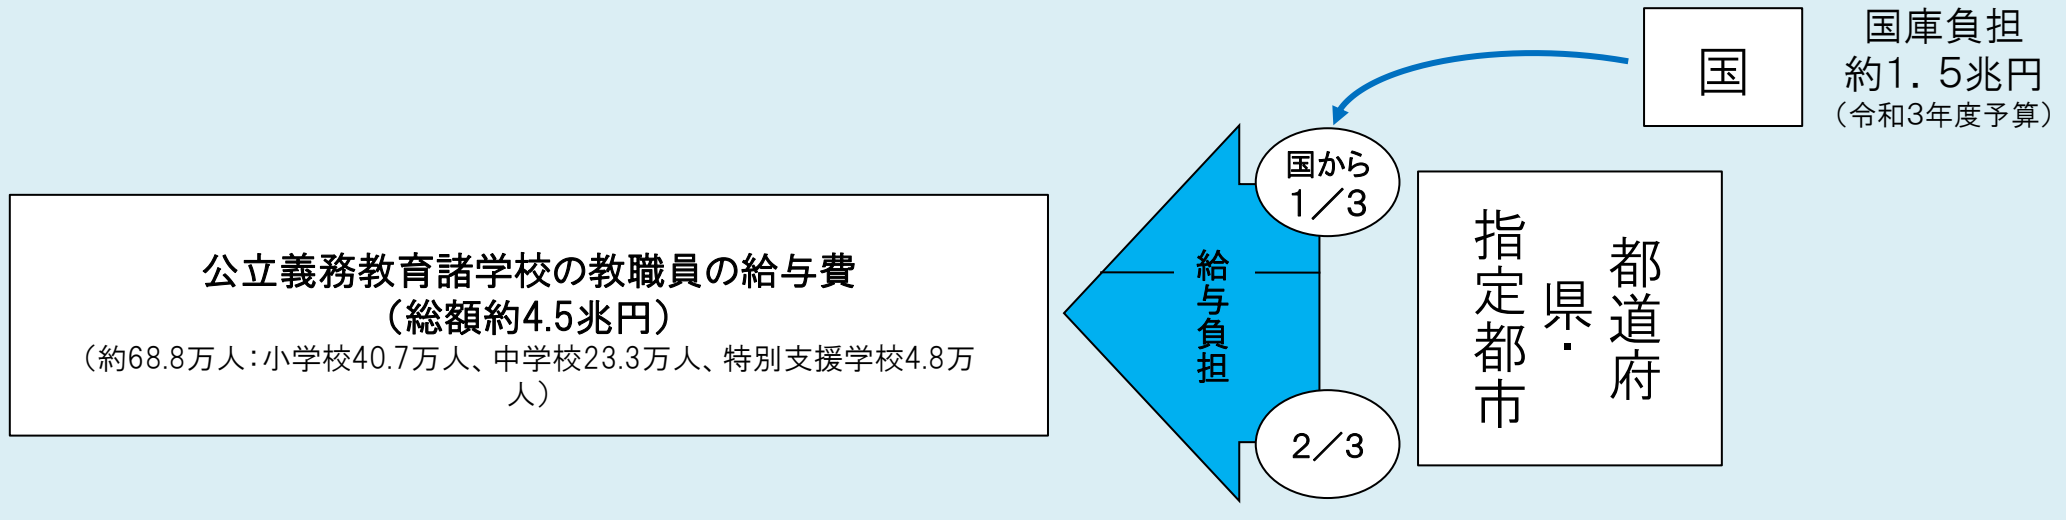 国
国庫負担
約1．5兆円
（令和3年度予算）
国から
1／3
公立義務教育諸学校の教職員の給与費
（総額約4.5兆円）
（約68.8万人：小学校40.7万人、中学校23.3万人、特別支援学校4.8万
人）
給与負担
都道府
県・
指定都市
2／3